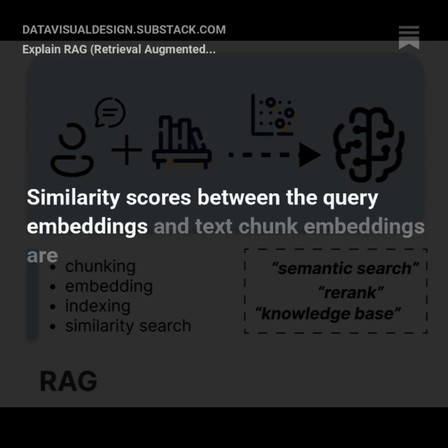 DATAVISUALDESIGN.SUBSTACK.COM
Explain RAG (Retrieval Augmented...
Similarity scores between the query
embeddings and text chunk embeddings
are
• chunking
• embedding
• indexing
• similarity search
"semantic search"
"rerank"
"knowledge base"
RAG